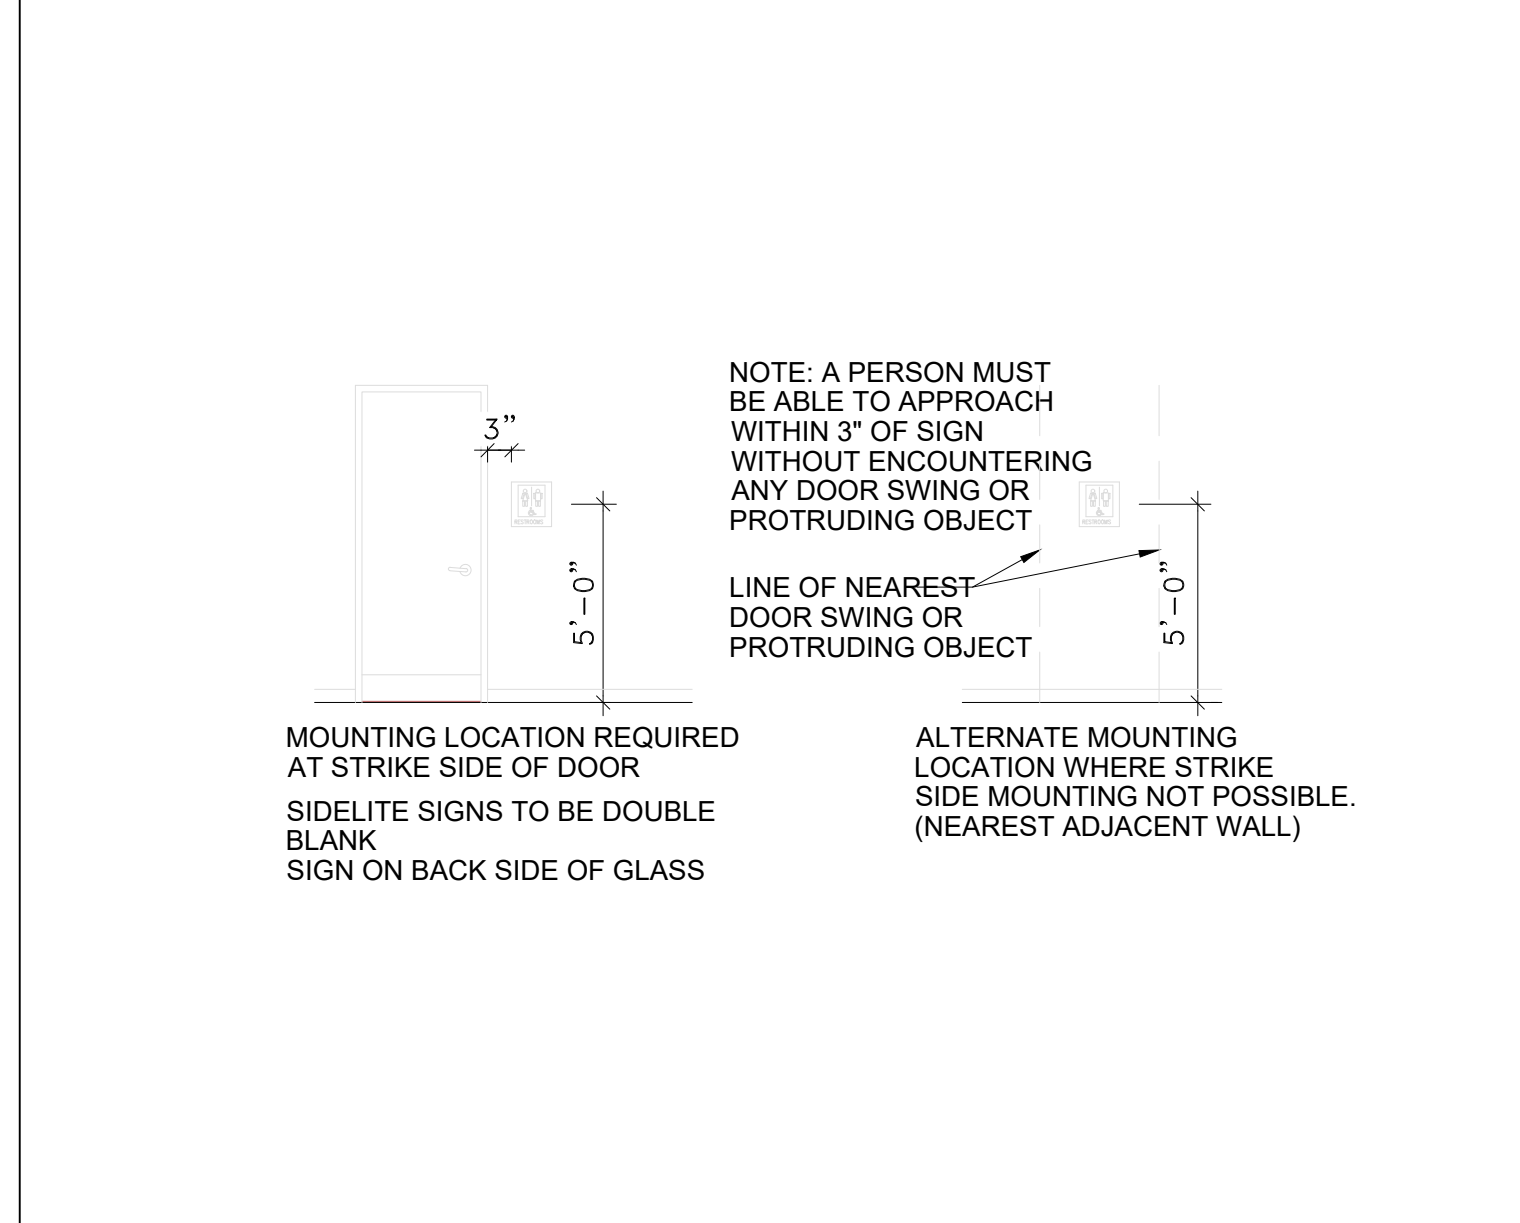 NOTE: A PERSON MUST
BE ABLE TO APPROACH
WITHIN 3" OF SIGN
WITHOUT ENCOUNTERING
ANY DOOR SWING OR
PROTRUDING OBJECT
3”
RESTROOMS
RESTROOMS
5’–0”
5’–0”
LINE OF NEAREST
DOOR SWING OR
PROTRUDING OBJECT
MOUNTING LOCATION REQUIRED
AT STRIKE SIDE OF DOOR
SIDELITE SIGNS TO BE DOUBLE
BLANK
SIGN ON BACK SIDE OF GLASS
ALTERNATE MOUNTING
LOCATION WHERE STRIKE
SIDE MOUNTING NOT POSSIBLE.
(NEAREST ADJACENT WALL)